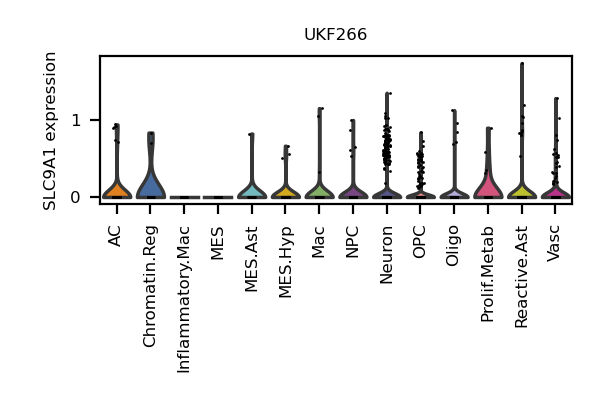 UKF266
SLC9A1 expression
1
0
AC
Chromatin.Reg
Inflammatory.Mac
MES
MES.Ast
MES.Hyp
Mac
NPC
Neuron
OPC
Oligo
Prolif.Metab
Reactive.Ast
Vasc